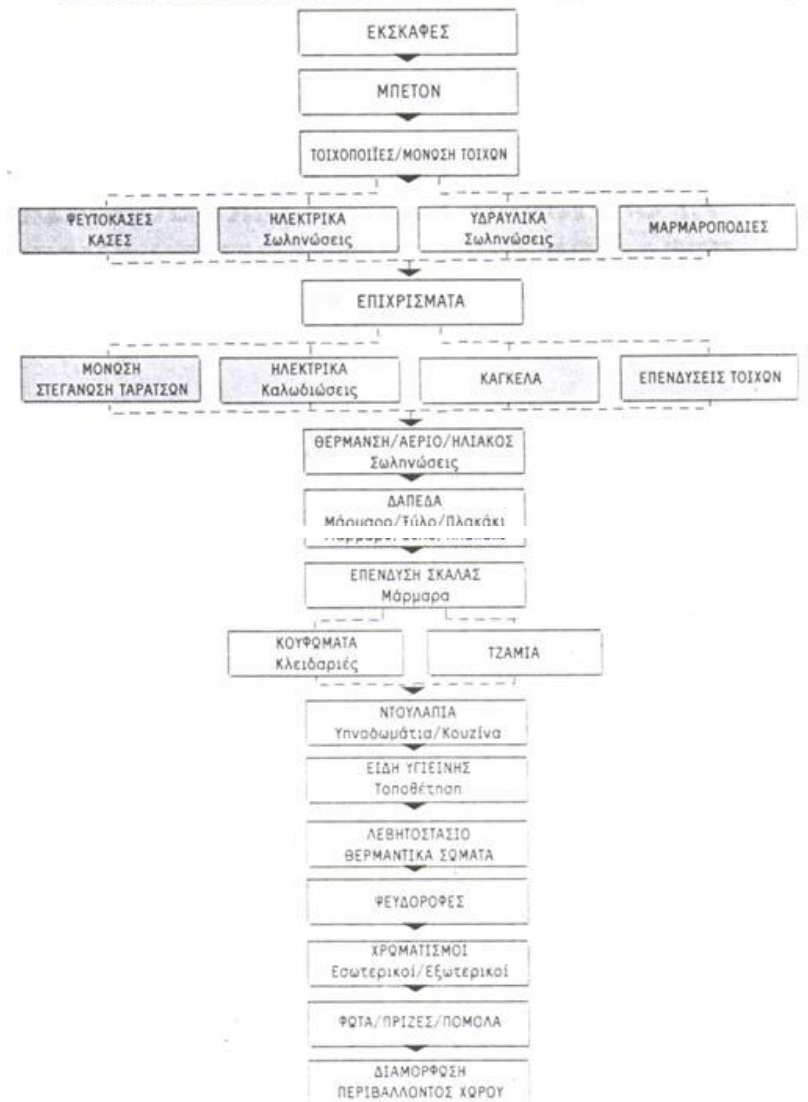 ΕΚΣΚΑΦΕΣ
ΜΠΕΤΟΝ
ΤΟΙΧΟΠΟΙΪΕΣ/ΜΟΝΩΣΗ ΤΟΙΧΩΝ
ΨΕΥΤΟΚΑΣΕΣ
ΚΑΣΕΣ
ΗΛΕΚΤΡΙΚΑ
Σωληνώσεις
ΥΔΡΑΥΛΙΚΑ
Σωληνώσεις
ΜΑΡΜΑΡΟΠΟΔΙΕΣ
ΕΠΙΧΡΙΣΜΑΤΑ
ΜΟΝΩΣΗ
ΣΤΕΓΑΝΩΣΗ ΤΑΡΑΤΣΩΝ
ΗΛΕΚΤΡΙΚΑ
Καλωδιώσεις
ΚΑΓΚΕΛΑ
ΕΠΕΝΔΥΣΕΙΣ ΤΟΙΧΩΝ
ΘΕΡΜΑΝΣΗ/ΑΕΡΙΟ/ΗΛΙΑΚΟΣ
Σωληνώσεις
ΔΑΠΕΔΑ
Μάρμαρο/Ξύλο/Πλακάκι
ΕΠΕΝΔΥΣΗ ΣΚΑΛΑΣ
Μάρμαρα
ΚΟΥΦΩΜΑΤΑ
Κλειδαριές
ΤΖΑΜΙΑ
ΝΤΟΥΛΑΠΙΑ
Υπνοδωμάτια/Κουζίνα
ΕΙΔΗ ΥΓΙΕΙΝΗΣ
Τοποθέτηση
ΛΕΒΗΤΟΣΤΑΣΙΟ
ΘΕΡΜΑΝΤΙΚΑ ΣΩΜΑΤΑ
ΨΕΥΔΟΡΟΦΕΣ
ΧΡΩΜΑΤΙΣΜΟΙ
Εσωτερικοί/Εξωτερικοί
ΦΩΤΑ/ΠΡΙΖΕΣ/ΠΟΜΟΛΑ
ΔΙΑΜΟΡΦΩΣΗ
ΠΕΡΙΒΑΛΛΟΝΤΟΣ ΧΩΡΟΥ